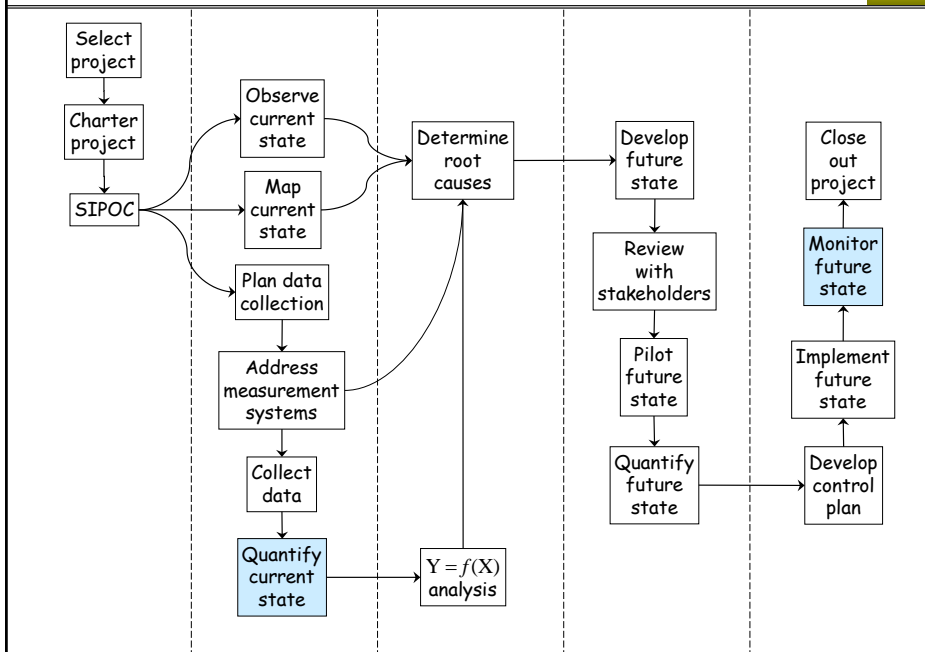 Select
project
Charter
project
SIPOC
Observe
current
state
Map
current
state
Plan data
collection
Address
measurement
systems
Collect
data
Quantify
current
state
Determine
root
causes
Y = f(X)
analysis
Develop
future
state
Review
with
stakeholders
Pilot
future
state
Quantify
future
state
Close
out
project
Monitor
future
state
Implement
future
state
Develop
control
plan